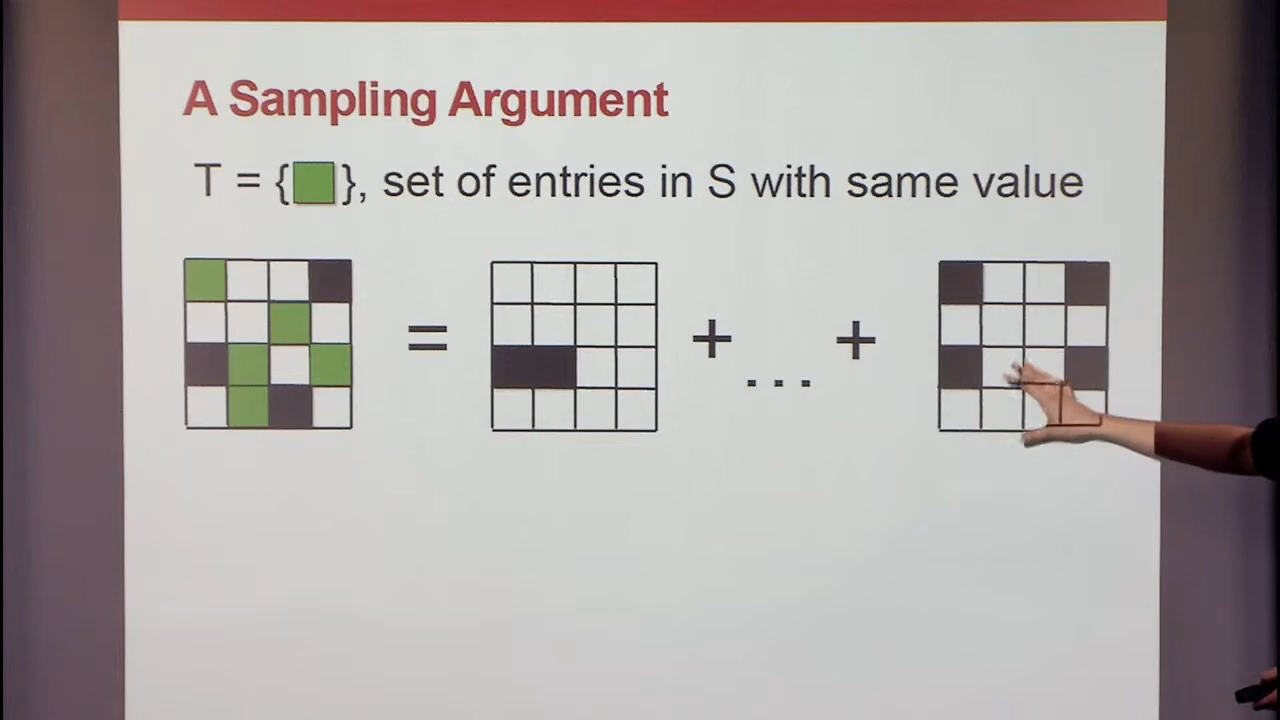 A Sampling Argument
T = {}, set of entries in S with same value
= + ... +